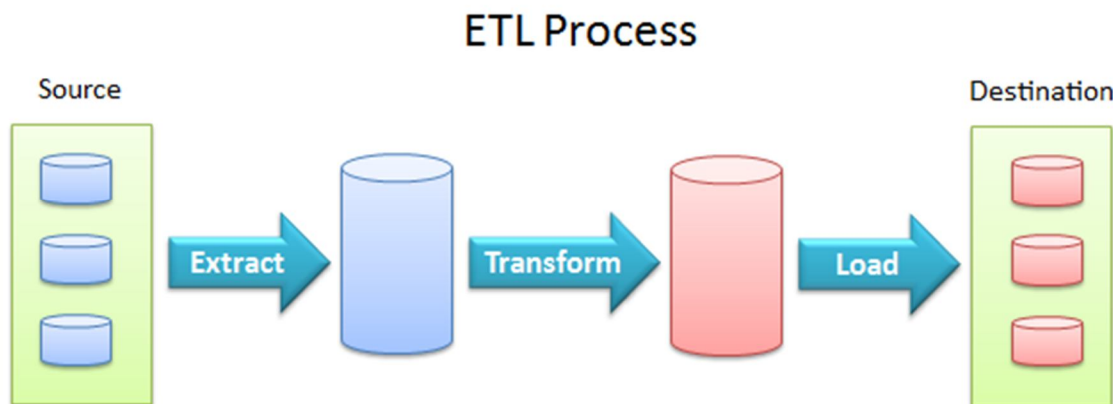 ETL Process
Source
Destination
Extract
Transform
Load